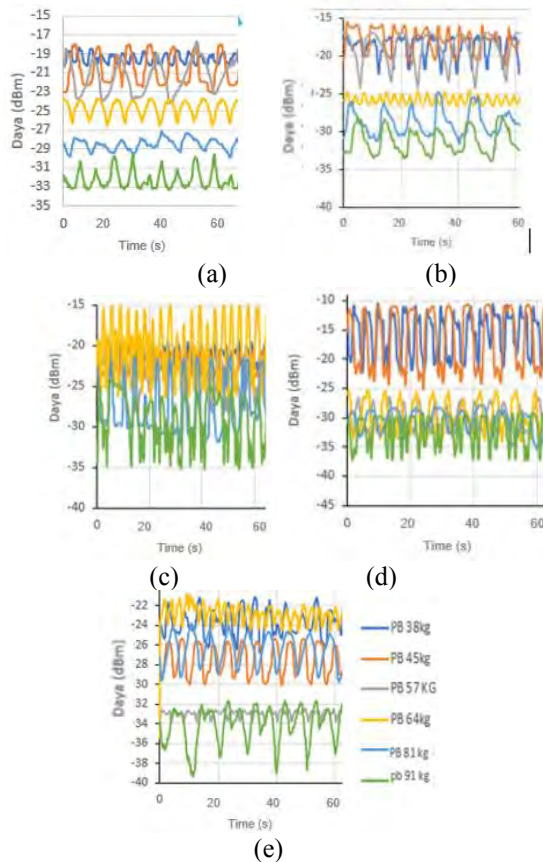 -15
-17
-19
-21
-23
-25
-27
-29
-31
-33
-35
Daya (dBm)
0 20 40 60
Time (s)
(a)
-15
-20
-25
-30
-35
-40
Daya (dBm)
0 20 40 60
Time (s)
(b)
-15
-20
-25
-30
-35
-40
Daya (dBm)
0 20 40 60
Time (s)
(c)
-10
-15
-20
-25
-30
-35
-40
-45
Daya (dBm)
0 20 40 60
Time (s)
(d)
-22
-24
-26
-28
-30
-32
-34
-36
-38
-40
Daya (dBm)
0 20 40 60
Time (s)
PB 38kg
PB 45kg
PB 57 KG
PB 64kg
PB 81 kg
pb 91 kg
(e)